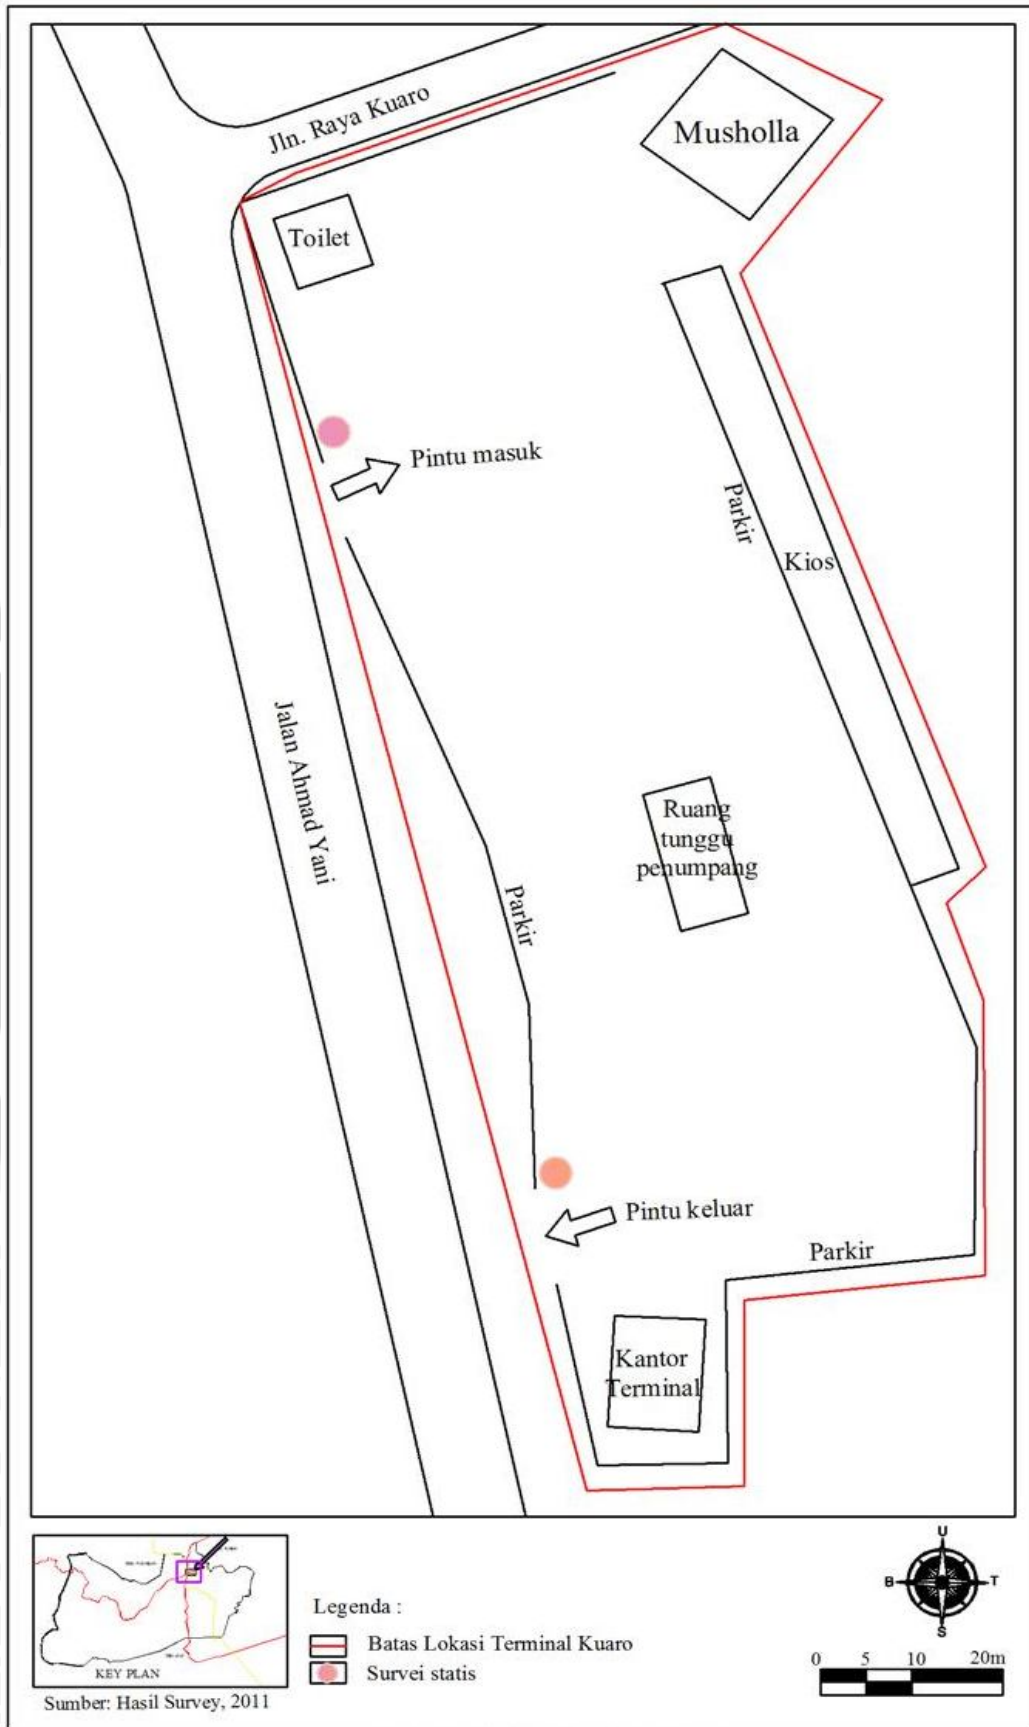 Jln. Raya Kuaro
Musholla
Toilet
Pintu masuk
Parkir
Kios
Jalan Ahmad Yani
Ruang
tunggu
penumpang
Parkir
Pintu keluar
Parkir
Kantor
Terminal
KEY PLAN
Sumber: Hasil Survey, 2011
Legenda :
Batas Lokasi Terminal Kuaro
Survei statis
U
B
T
S
0 5 10 20m